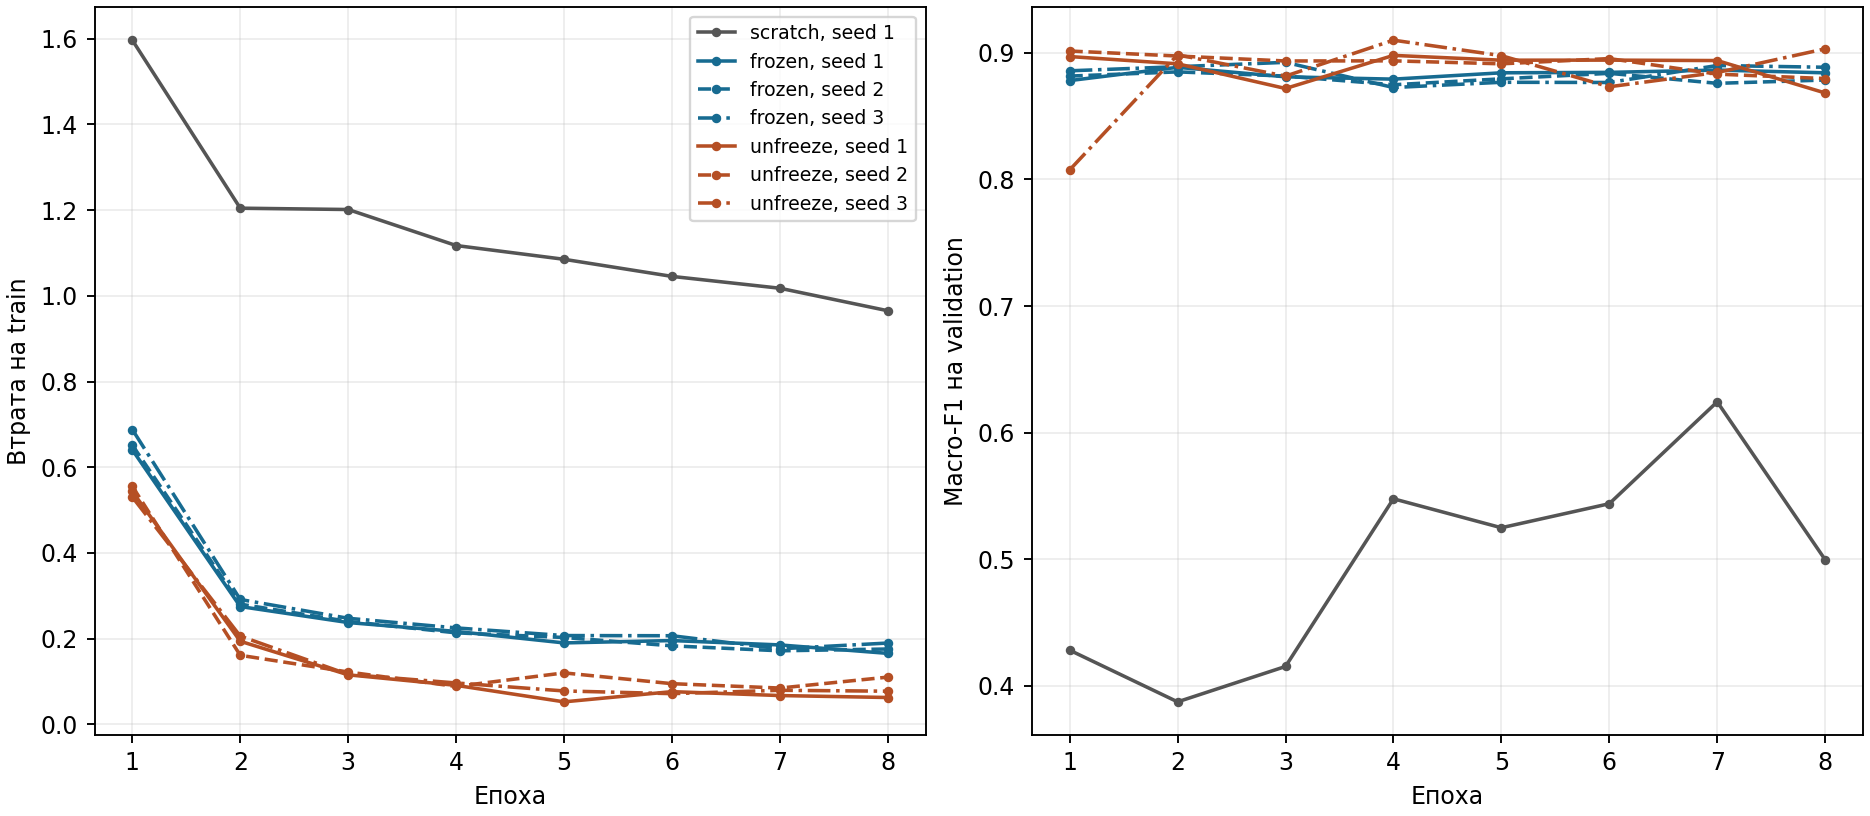 Втрата на train
1.6
1.4
1.2
1.0
0.8
0.6
0.4
0.2
0.0
1 2 3 4 5 6 7 8
Епоха
scratch, seed 1
frozen, seed 1
frozen, seed 2
frozen, seed 3
unfreeze, seed 1
unfreeze, seed 2
unfreeze, seed 3
Macro-F1 на validation
0.9
0.8
0.7
0.6
0.5
0.4
1 2 3 4 5 6 7 8
Епоха